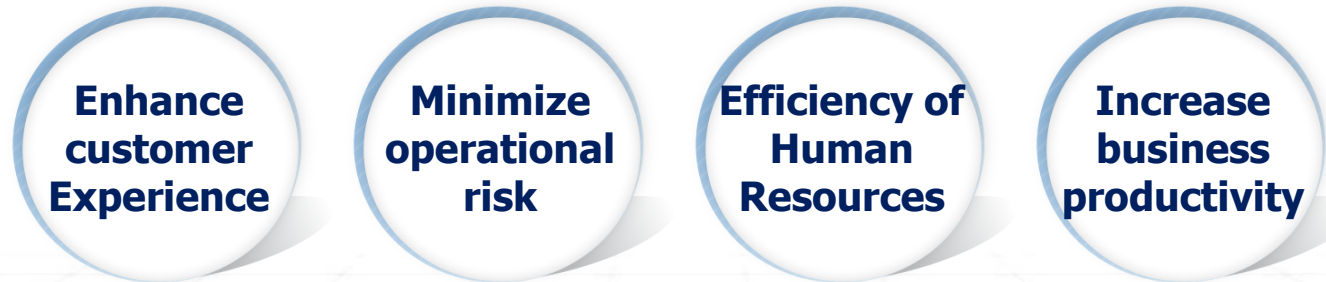 Enhance
customer
Experience
Minimize
operational
risk
Efficiency of
Human
Resources
Increase
business
productivity